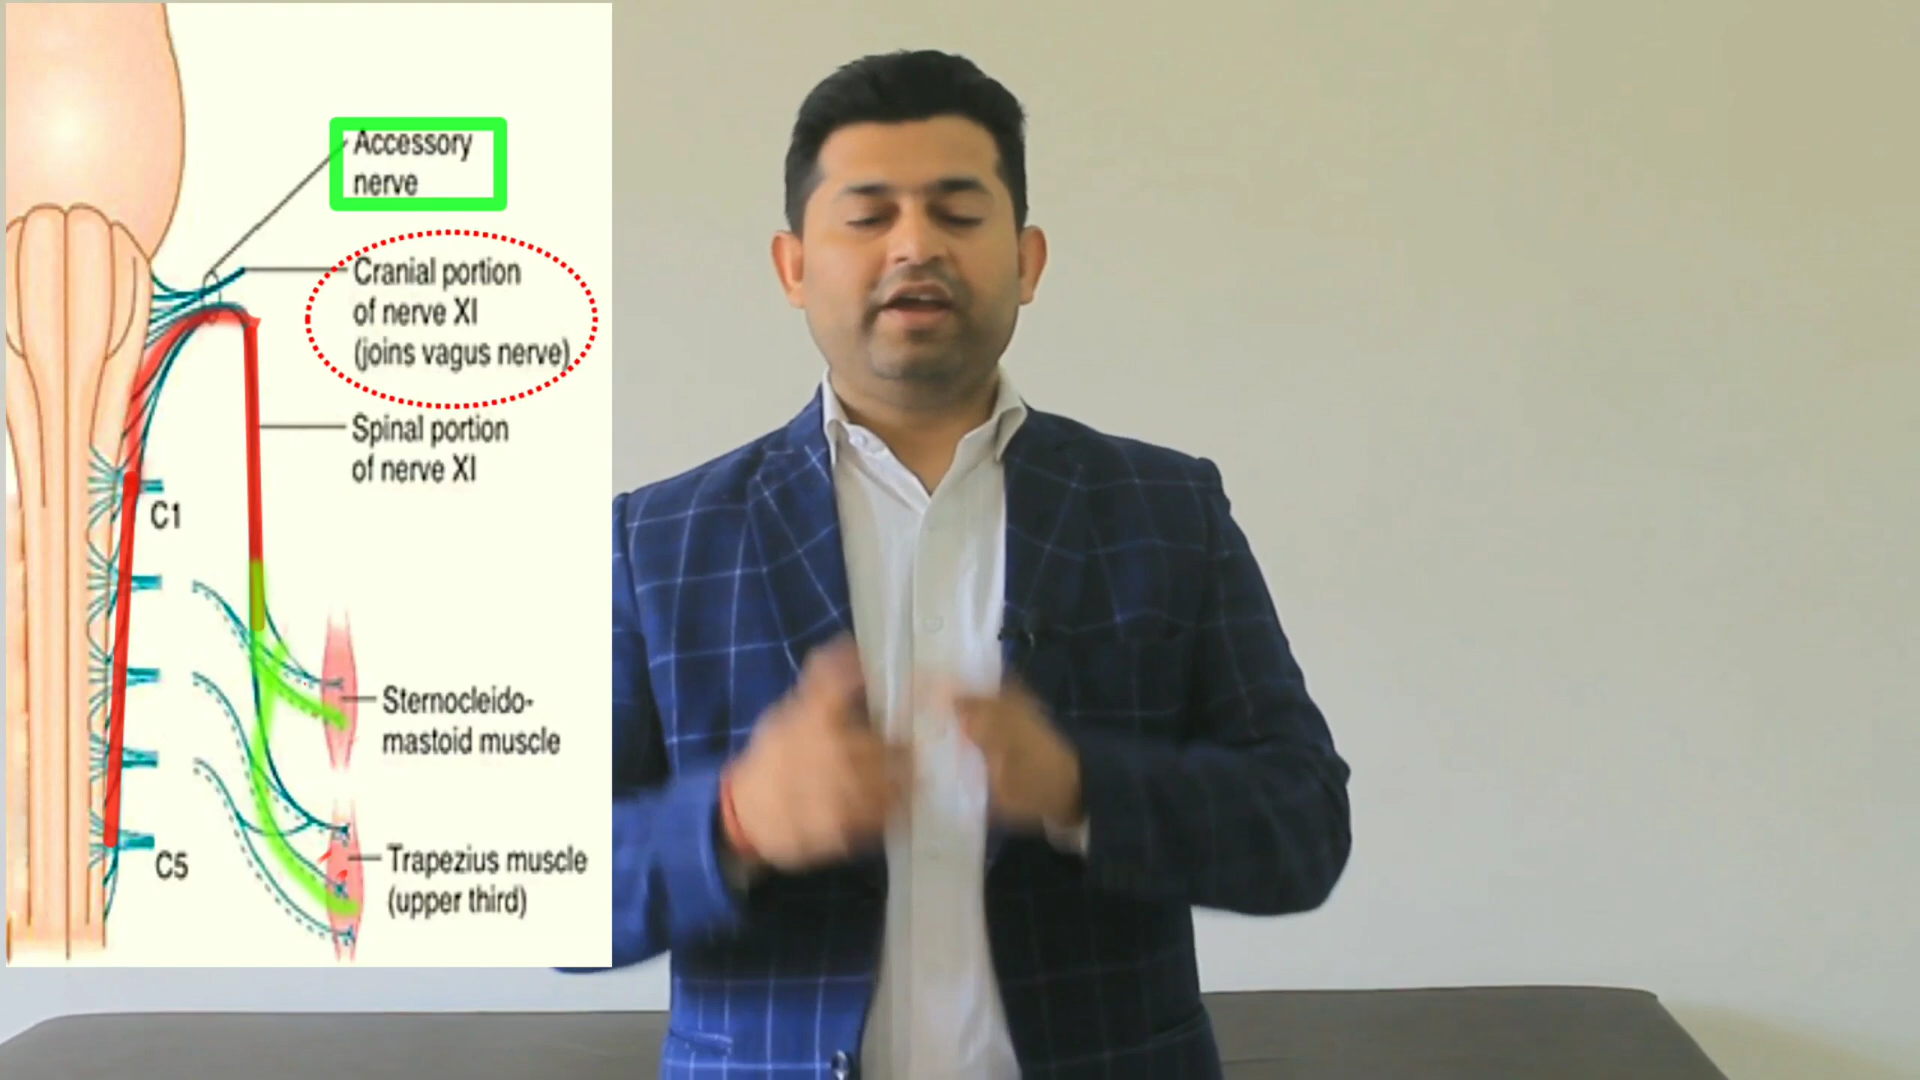 Accessory
nerve
Cranial portion
of nerve XI
(joins vagus nerve)
Spinal portion
of nerve XI
C1
Sternocleido-
mastoid muscle
C5
Trapezius muscle
(upper third)